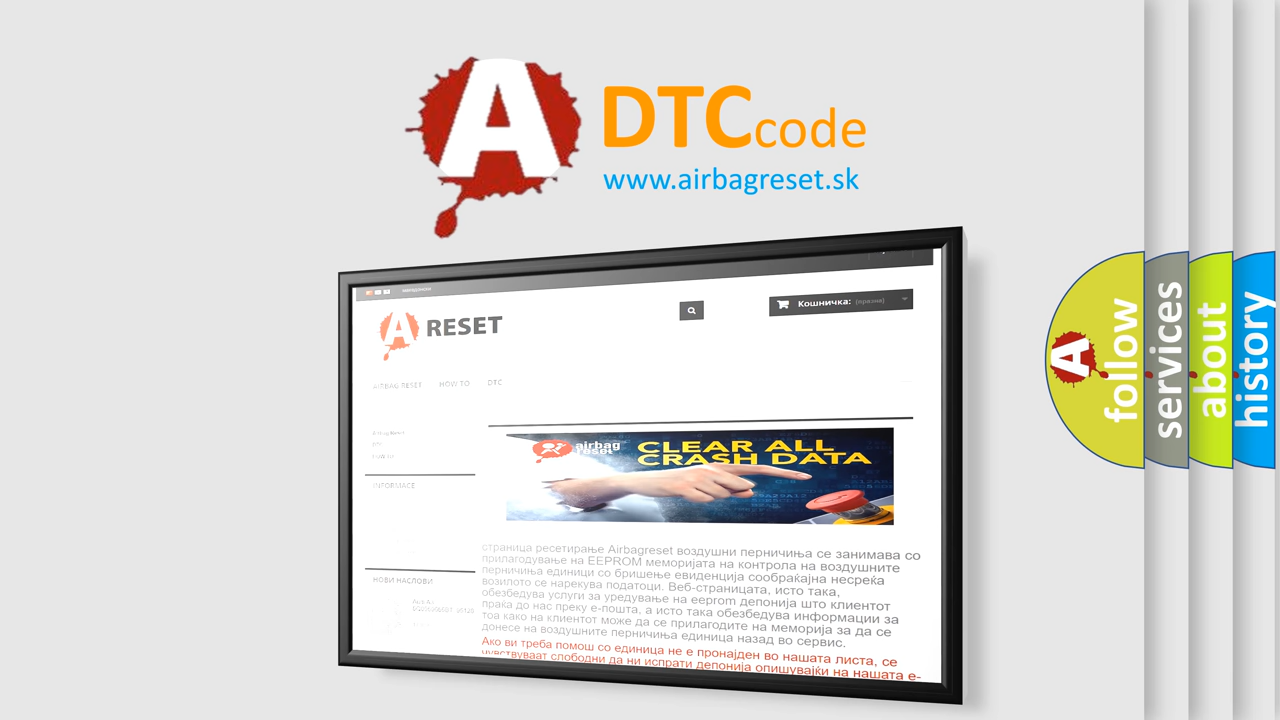 A
DTCcode
www.airbagreset.sk
A RESET
Кошничка: (празна)
AIRBAG RESET HOW TO DTC
INFORMACE
airbag
reset
CLEAR ALL
CRASH DATA
страница ресетирање Airbagreset воздушни перничиња се занимава со
прилагодување на EEPROM меморијата на контрола на воздушните
перничиња единици со бришење евиденција сообраќајна несреќа
возилото се нарекува податоци. Веб-страницата, исто така,
обезбедува услуги за уредување на eeprom депонија што клиентот
праќа до нас преку е-пошта, а исто така обезбедува информации за
тоа како на клиентот може да се прилагодите на меморија за да се
донесе на воздушните перничиња единица назад во сервис.
Ако ви треба помош со единица не е пронајден во нашата листа, се
чувствуваат слободни да ни испрати депонија опишувајќи на нашата е-
НОВИ НАСЛОВИ
A
follow
services
about
history